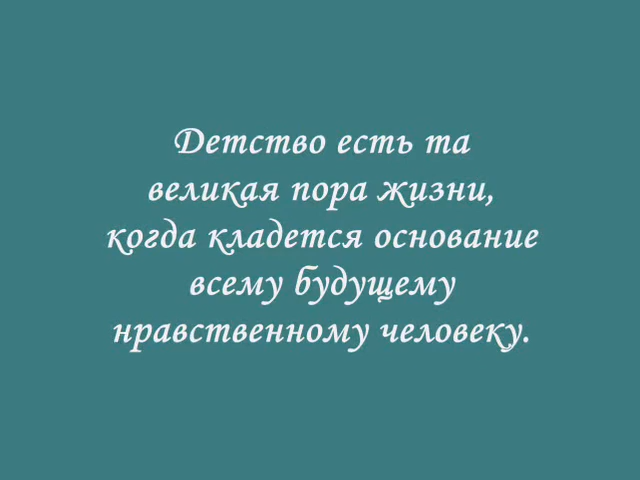 Детство есть та
великая пора жизни,
когда кладется основание
всему будущему
нравственному человеку.